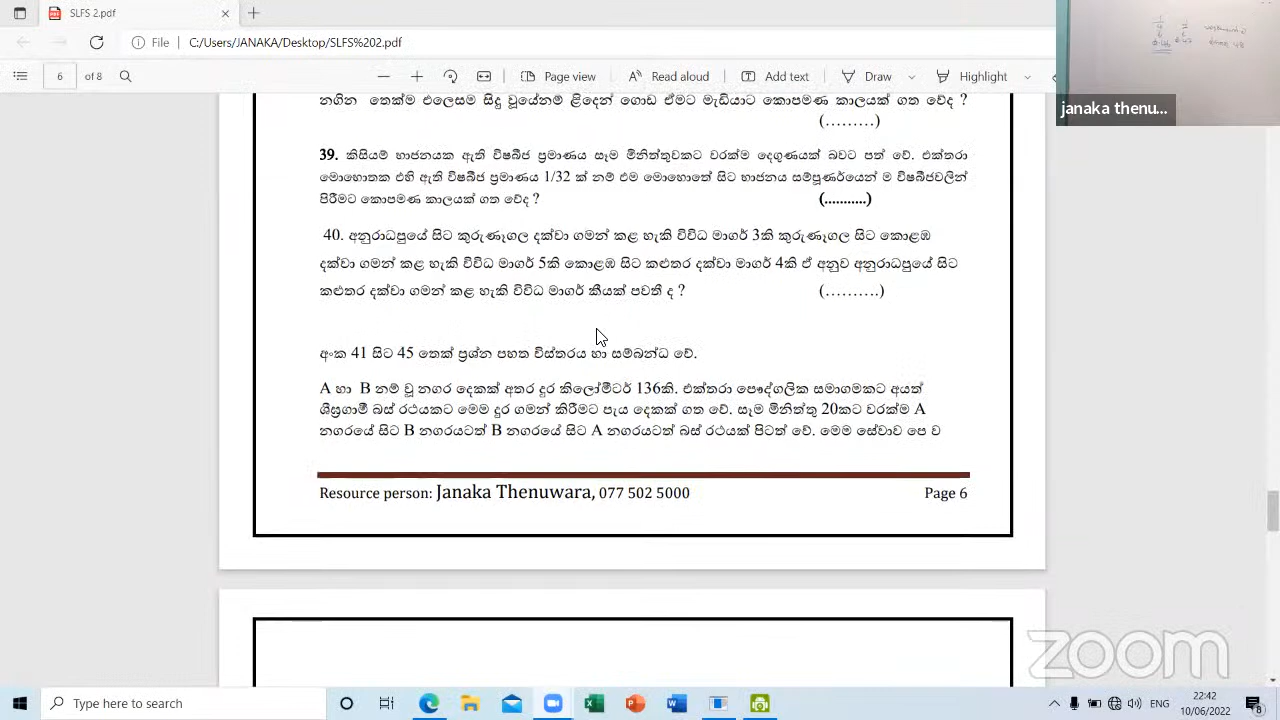 SLFS 2.pdf
File C:/Users/JANAKA/Desktop/SLFS%202.pdf
6 of 8 Page view Read aloud Add text Draw Highlight
janaka thenu...
නගින තෙක්ම එලෙසම සිදු වූයේනම් ළිදෙන් ගොඩ ඒමට මැඩියාට කොපමණ කාලයක් ගත වේද ?
(.........)
39. කිසියම් භාජනයක ඇති විෂබීජ ප්‍රමාණය සෑම මිනිත්තුවකට වරක්ම දෙගුණයක් බවට පත් වේ. එක්තරා
මොහොතක එහි ඇති විෂබීජ ප්‍රමාණය 1/32 ක් නම් එම මොහොතේ සිට භාජනය සම්පූණර්යෙන් ම විෂබීජවලින්
පිරීමට කොපමණ කාලයක් ගත වේද ? (...........)
40. අනුරාධපුයේ සිට කුරුණෑගල දක්වා ගමන් කළ හැකි විවිධ මාගර් 3කි කුරුණෑගල සිට කොළඹ
දක්වා ගමන් කළ හැකි විවිධ මාගර් 5කි කොළඹ සිට කළුතර දක්වා මාගර් 4කි ඒ අනුව අනුරාධපුයේ සිට
කළුතර දක්වා ගමන් කළ හැකි විවිධ මාගර් කීයක් පවතී ද ? (..........)
අංක 41 සිට 45 තෙක් ප්‍රශ්න පහත විස්තරය හා සම්බන්ධ වේ.
A හා B නම් වූ නගර දෙකක් අතර දුර කිලෝමීටර් 136කි. එක්තරා පෞද්ගලික සමාගමකට අයත්
ශීඝ්‍රගාමී බස් රථයකට මෙම දුර ගමන් කිරීමට පැය දෙකක් ගත වේ. සෑම මිනිත්තු 20කට වරක්ම A
නගරයේ සිට B නගරයටත් B නගරයේ සිට A නගරයටත් බස් රථයක් පිටත් වේ. මෙම සේවාව පෙ ව
Resource person: Janaka Thenuwara, 077 502 5000 Page 6
zoom
Type here to search
ENG
22:42
10/06/2022
8